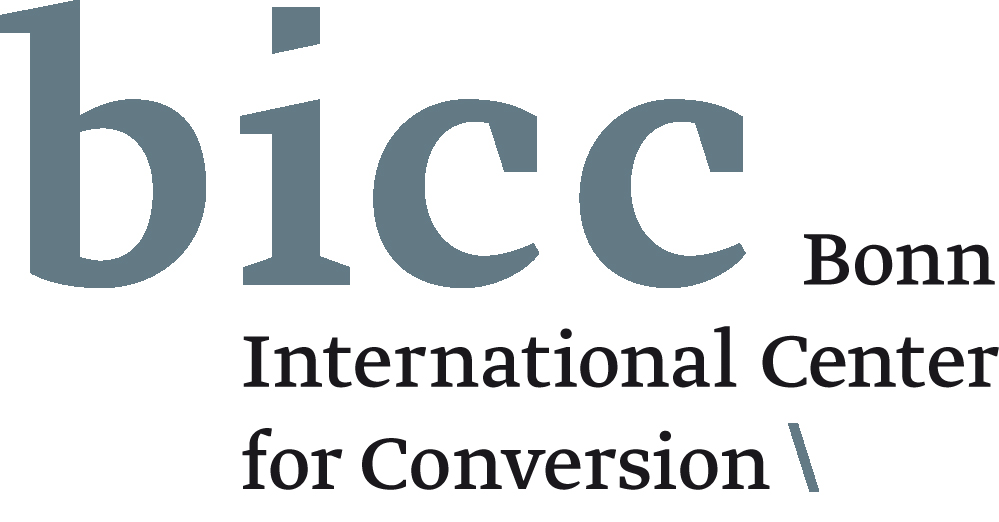 bicc Bonn
International Center
for Conversion \